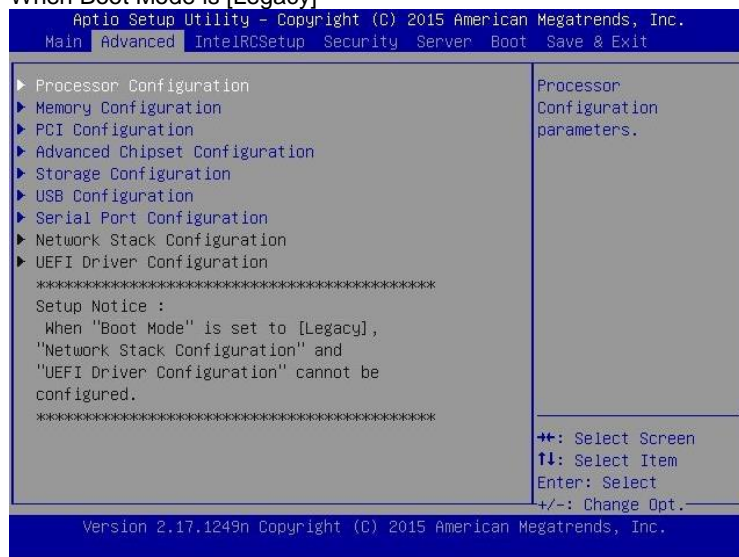 When Boot Mode is [Legacy]
Aptio Setup Utility – Copyright (C) 2015 American Megatrends, Inc.
Main Advanced IntelRCSetup Security Server Boot Save & Exit
Processor Configuration
Memory Configuration
PCI Configuration
Advanced Chipset Configuration
Storage Configuration
USB Configuration
Serial Port Configuration
Network Stack Configuration
UEFI Driver Configuration
******************************************
Setup Notice :
When "Boot Mode" is set to [Legacy],
"Network Stack Configuration" and
"UEFI Driver Configuration" cannot be
configured.
******************************************
Processor
Configuration
parameters.
→←: Select Screen
↑↓: Select Item
Enter: Select
+/-: Change Opt.
Version 2.17.1249n Copyright (C) 2015 American Megatrends, Inc.